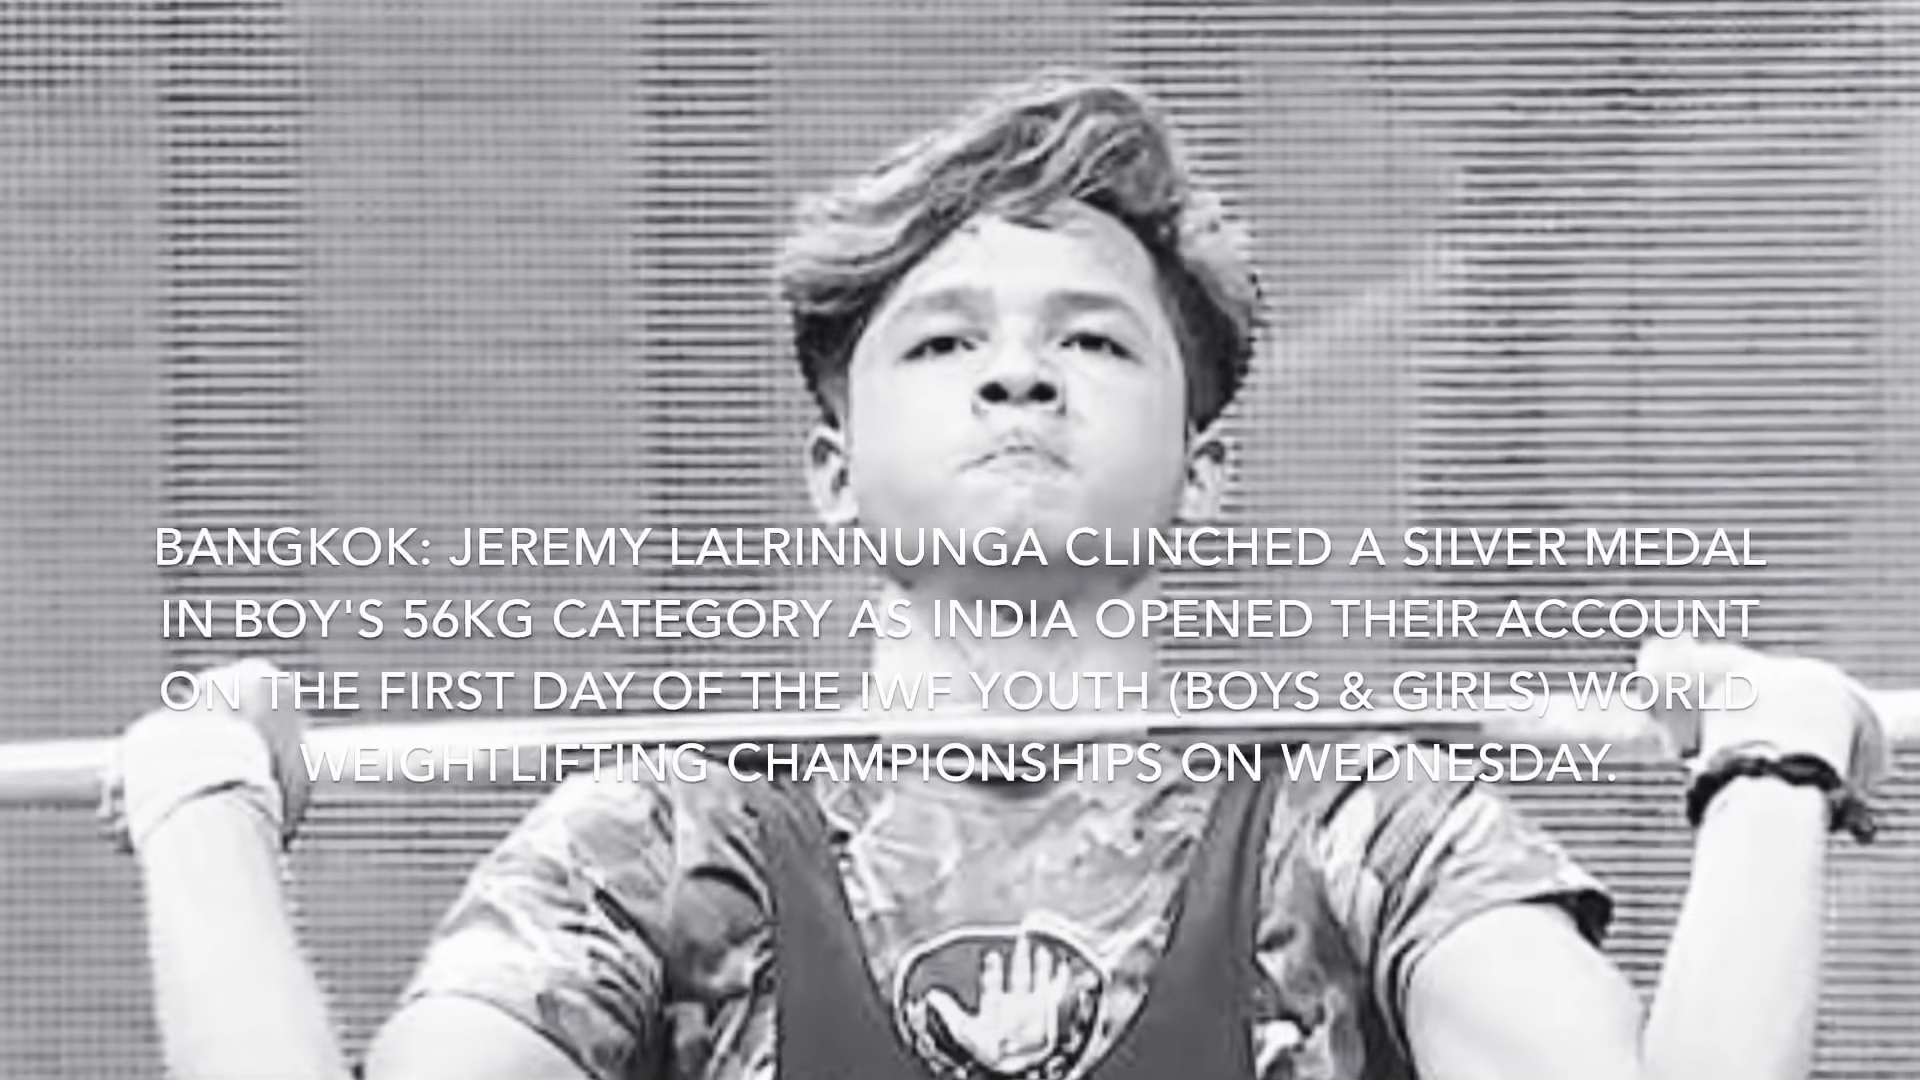 BANGKOK: JEREMY LALRINNUNGA CLINCHED A SILVER MEDAL
IN BOY'S 56KG CATEGORY AS INDIA OPENED THEIR ACCOUNT
ON THE FIRST DAY OF THE IWF YOUTH (BOYS & GIRLS) WORLD
WEIGHTLIFTING CHAMPIONSHIPS ON WEDNESDAY.